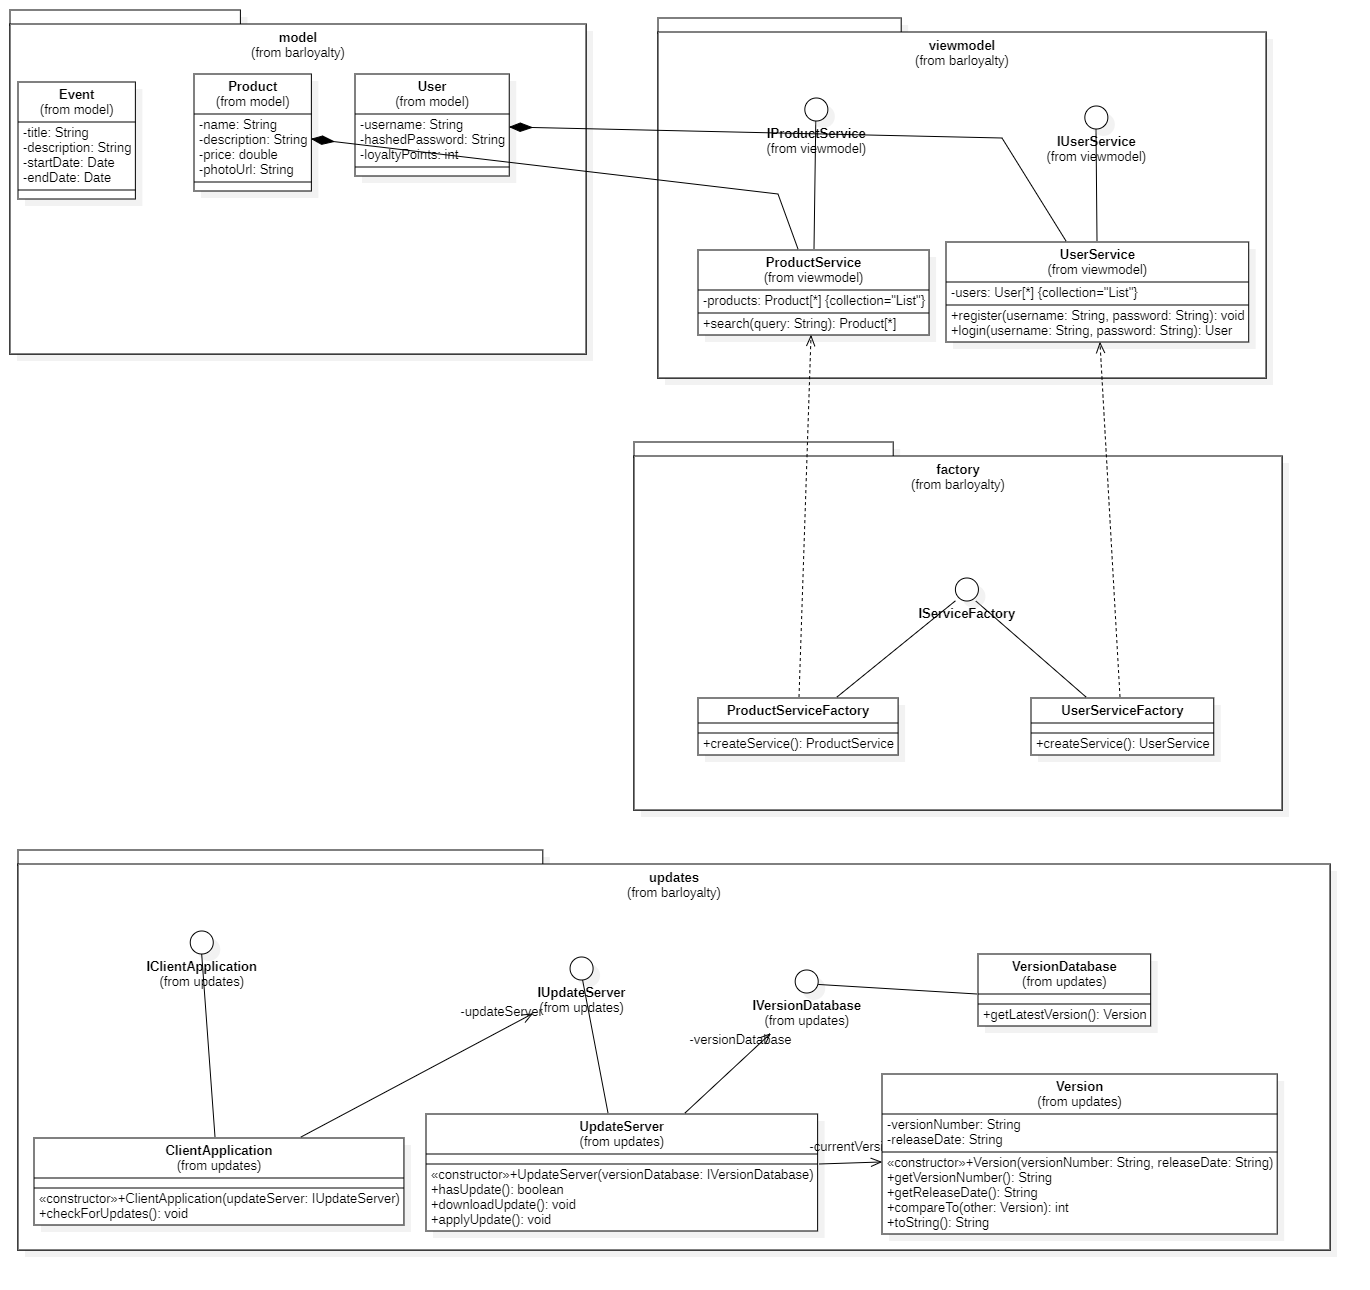 model
(from barloyalty)
Event
(from model)
-title: String
-description: String
-startDate: Date
-endDate: Date
Product
(from model)
-name: String
-description: String
-price: double
-photoUrl: String
User
(from model)
-username: String
-hashedPassword: String
-loyaltyPoints: int
viewmodel
(from barloyalty)
IProductService
(from viewmodel)
IUserService
(from viewmodel)
ProductService
(from viewmodel)
-products: Product[*] {collection="List"}
+search(query: String): Product[*]
UserService
(from viewmodel)
-users: User[*] {collection="List"}
+register(username: String, password: String): void
+login(username: String, password: String): User
factory
(from barloyalty)
IServiceFactory
ProductServiceFactory
+createService(): ProductService
UserServiceFactory
+createService(): UserService
updates
(from barloyalty)
IClientApplication
(from updates)
IUpdateServer
(from updates)
-updateServer
IVersionDatabase
(from updates)
-versionDatabase
VersionDatabase
(from updates)
+getLatestVersion(): Version
ClientApplication
(from updates)
«constructor»+ClientApplication(updateServer: IUpdateServer)
+checkForUpdates(): void
UpdateServer
(from updates)
«constructor»+UpdateServer(versionDatabase: IVersionDatabase)
+hasUpdate(): boolean
+downloadUpdate(): void
+applyUpdate(): void
-currentVersi
Version
(from updates)
-versionNumber: String
-releaseDate: String
«constructor»+Version(versionNumber: String, releaseDate: String)
+getVersionNumber(): String
+getReleaseDate(): String
+compareTo(other: Version): int
+toString(): String